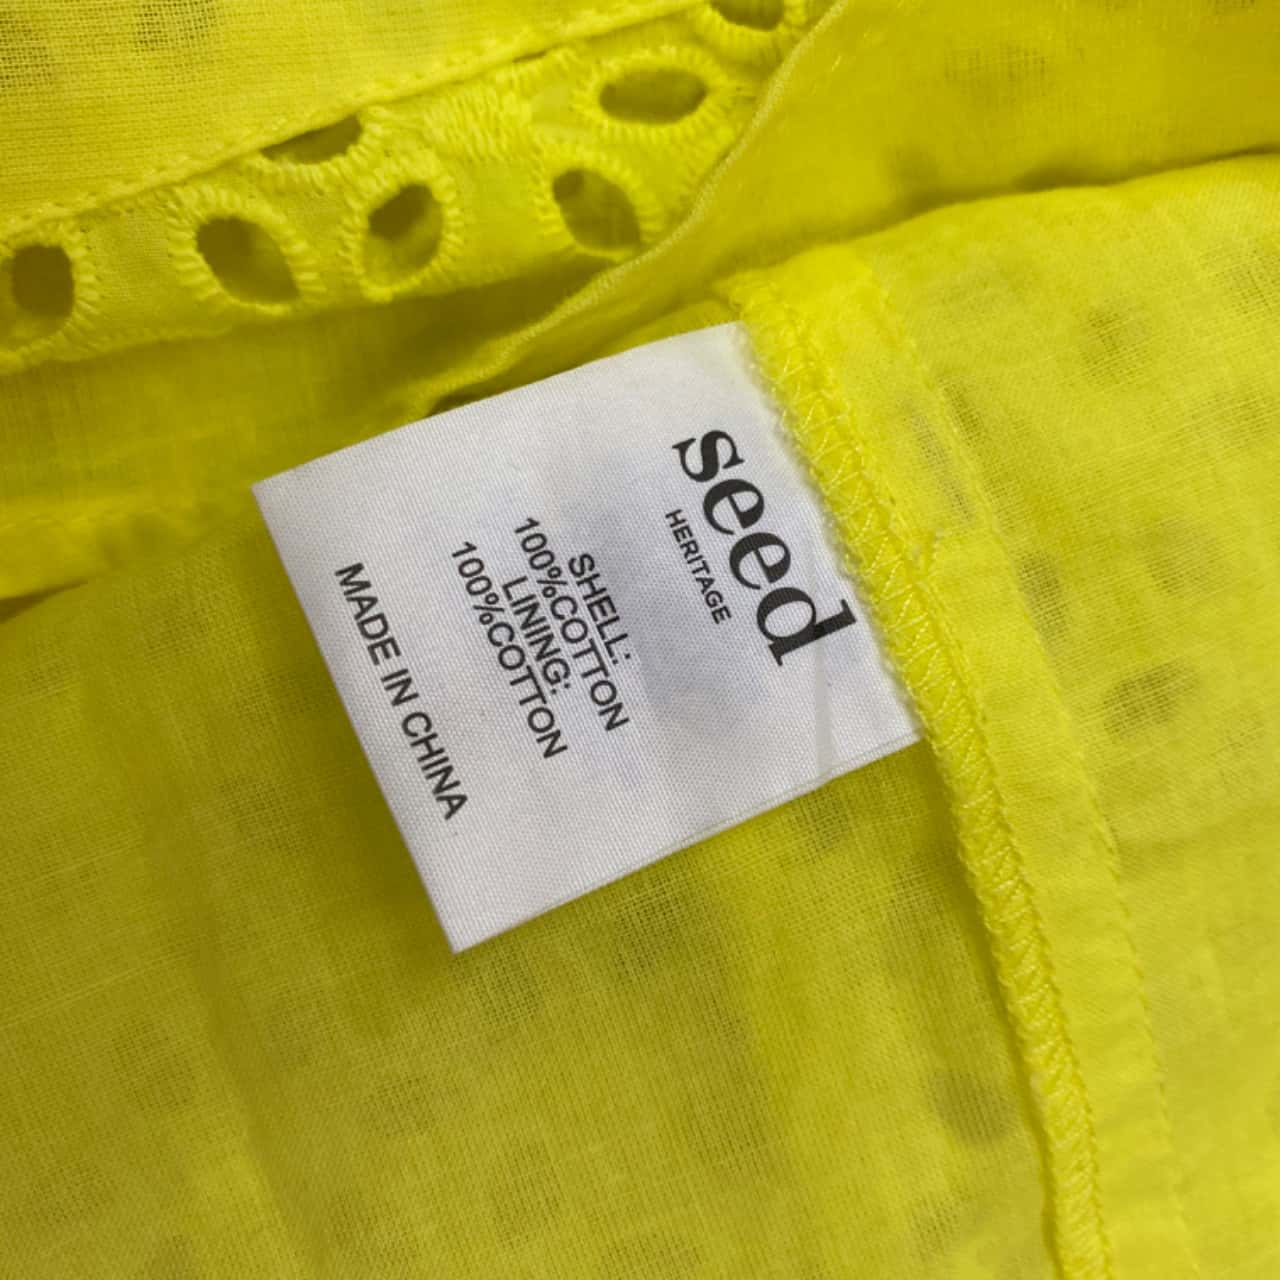 seed
HERITAGE
SHELL:
100%COTTON
LINING:
100%COTTON
MADE IN CHINA